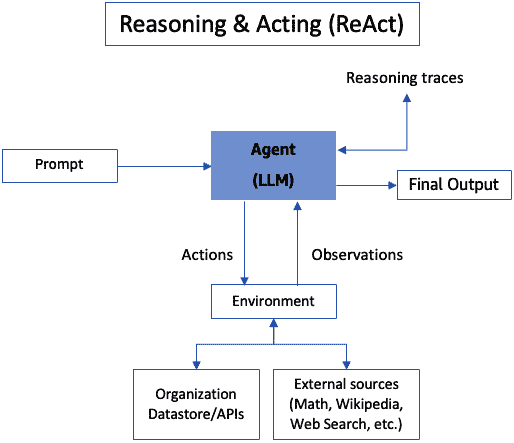 Reasoning & Acting (ReAct)
Reasoning traces
Agent
(LLM)
Prompt
Final Output
Actions
Observations
Environment
Organization
Datastore/APIs
External sources
(Math, Wikipedia,
Web Search, etc.)